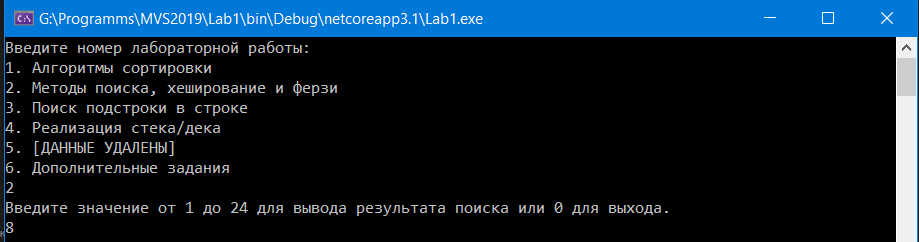 G:\Programms\MVS2019\Lab1\bin\Debug\netcoreapp3.1\Lab1.exe
Введите номер лабораторной работы:
1. Алгоритмы сортировки
2. Методы поиска, хеширование и ферзи
3. Поиск подстроки в строке
4. Реализация стека/дека
5. [ДАННЫЕ УДАЛЕНЫ]
6. Дополнительные задания
2
Введите значение от 1 до 24 для вывода результата поиска или 0 для выхода.
8